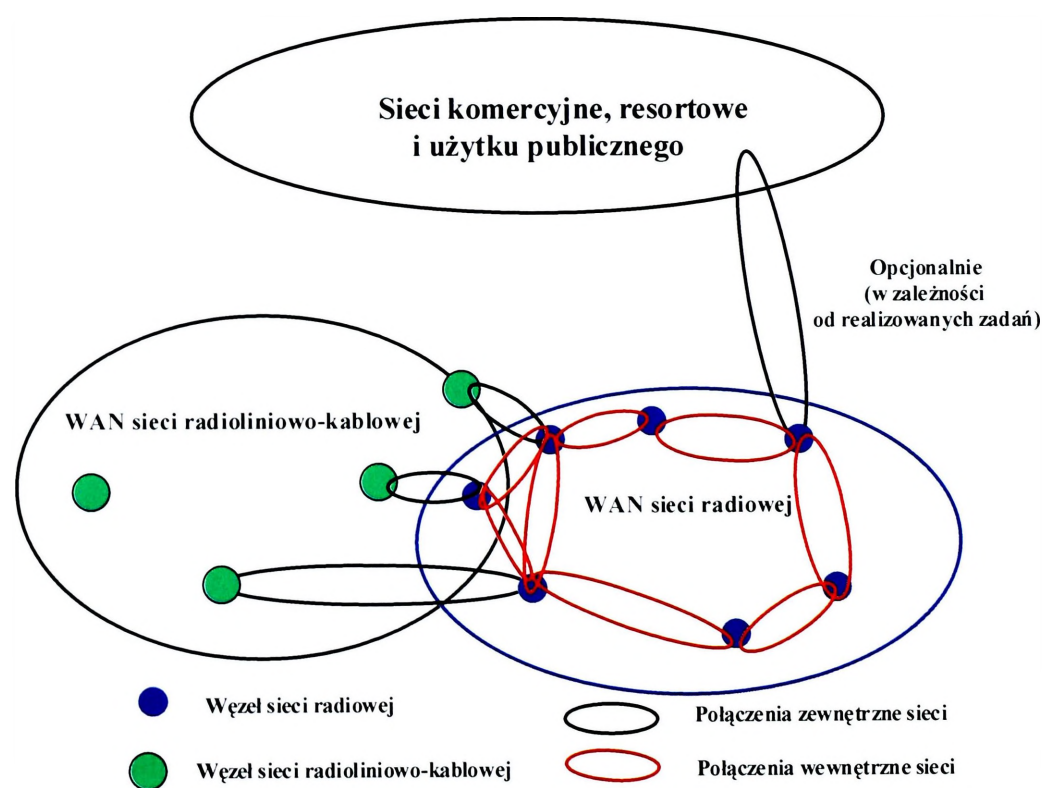 Sieci komercyjne, resortowe
i użytku publicznego
Opcjonalnie
(w zależności
od realizowanych zadań)
WAN sieci radioliniowo-kablowej
WAN sieci radiowej
Węzeł sieci radiowej
Połączenia zewnętrzne sieci
Węzeł sieci radioliniowo-kablowej
Połączenia wewnętrzne sieci